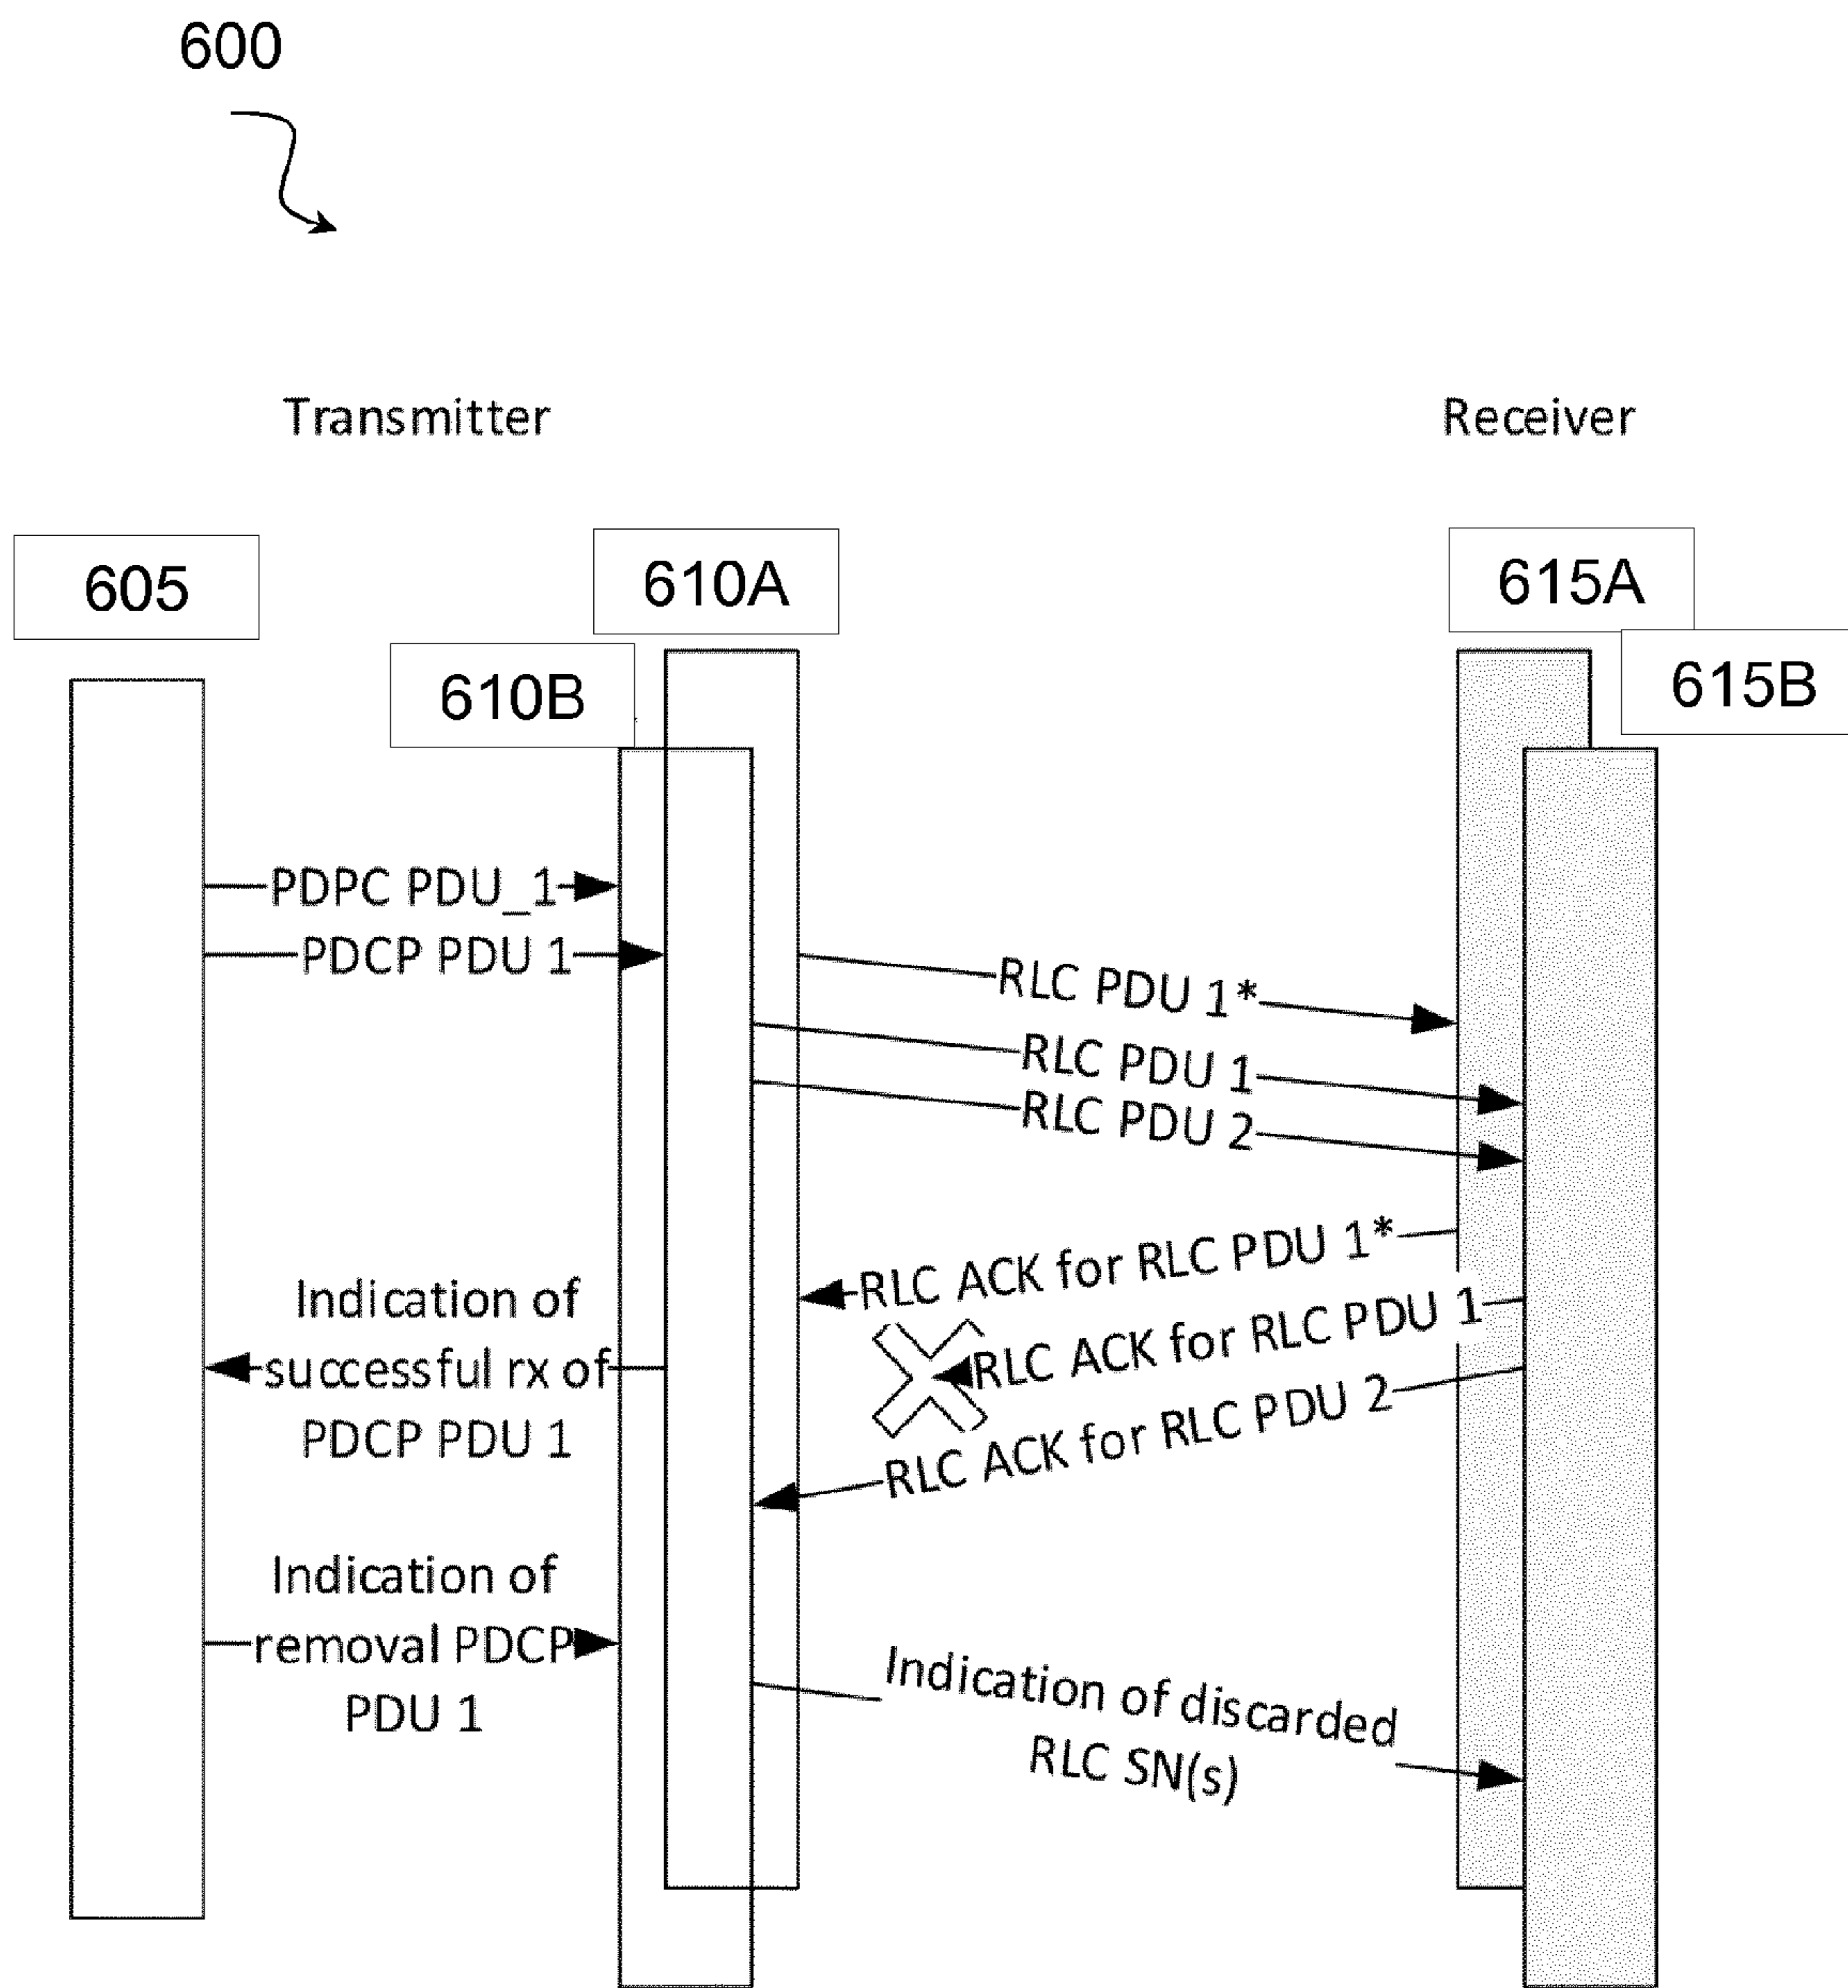 600
Transmitter
Receiver
605
610A
615A
610B
615B
PDPC PDU_1
PDCP PDU 1
RLC PDU 1*
RLC PDU 1
RLC PDU 2
RLC ACK for RLC PDU 1*
RLC ACK for RLC PDU 1
RLC ACK for RLC PDU 2
Indication of
successful rx of
PDCP PDU 1
Indication of
removal PDCP
PDU 1
Indication of discarded
RLC SN(s)